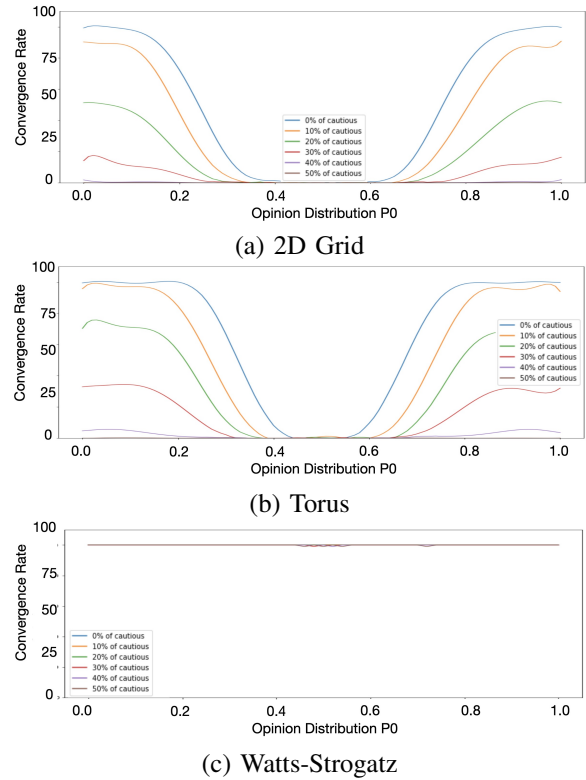 100
75
50
25
0
Convergence Rate
0% of cautious
10% of cautious
20% of cautious
30% of cautious
40% of cautious
50% of cautious
0.0 0.2 0.4 0.6 0.8 1.0
Opinion Distribution P0
(a) 2D Grid
100
75
50
25
0
Convergence Rate
0% of cautious
10% of cautious
20% of cautious
30% of cautious
40% of cautious
50% of cautious
0.0 0.2 0.4 0.6 0.8 1.0
Opinion Distribution P0
(b) Torus
100
75
50
25
0
Convergence Rate
0% of cautious
10% of cautious
20% of cautious
30% of cautious
40% of cautious
50% of cautious
0.0 0.2 0.4 0.6 0.8 1.0
Opinion Distribution P0
(c) Watts-Strogatz